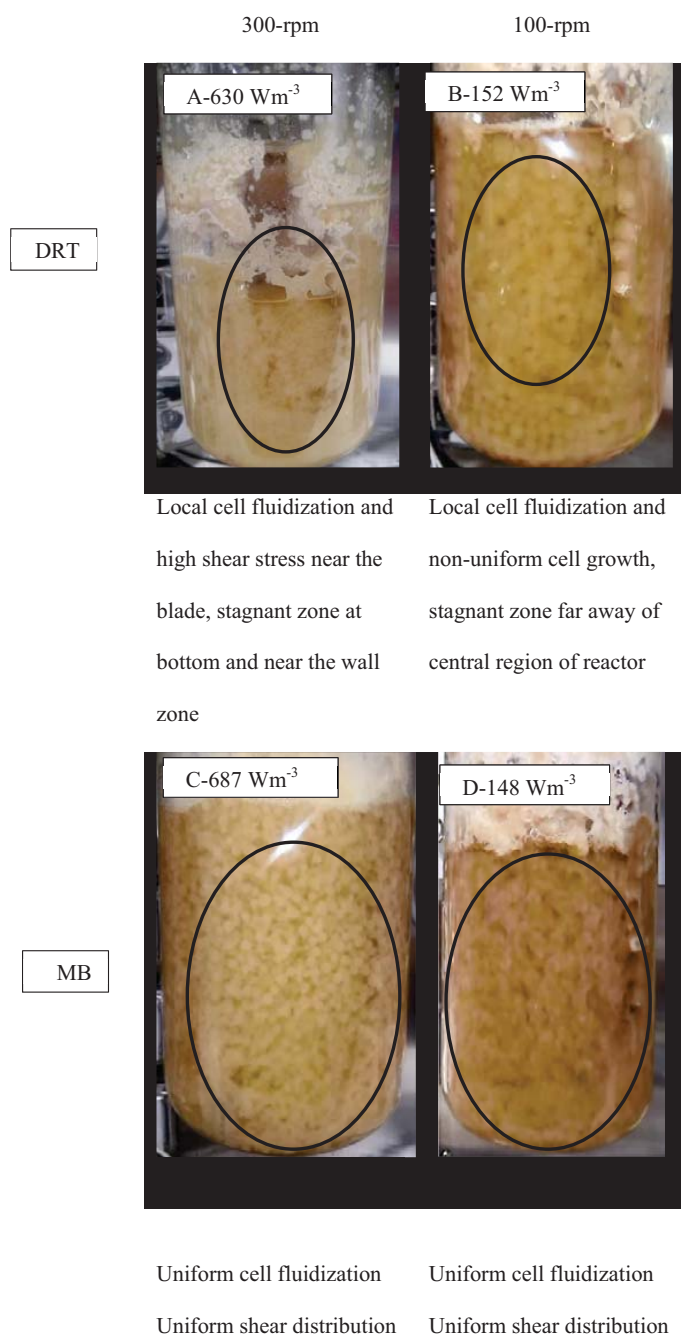 300-rpm
100-rpm
A-630 Wm-3
B-152 Wm-3
DRT
Local cell fluidization and
high shear stress near the
blade, stagnant zone at
bottom and near the wall
zone
Local cell fluidization and
non-uniform cell growth,
stagnant zone far away of
central region of reactor
C-687 Wm-3
D-148 Wm-3
MB
Uniform cell fluidization
Uniform shear distribution
Uniform cell fluidization
Uniform shear distribution